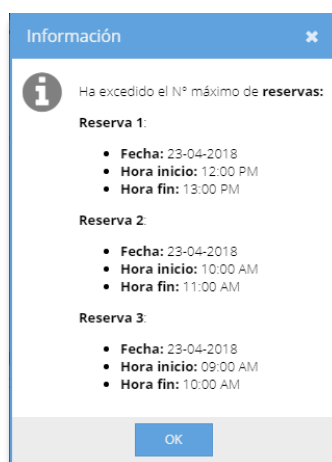 Información
Ha excedido el Nº máximo de reservas:
Reserva 1:
Fecha: 23-04-2018
Hora inicio: 12:00 PM
Hora fin: 13:00 PM
Reserva 2:
Fecha: 23-04-2018
Hora inicio: 10:00 AM
Hora fin: 11:00 AM
Reserva 3:
Fecha: 23-04-2018
Hora inicio: 09:00 AM
Hora fin: 10:00 AM
OK